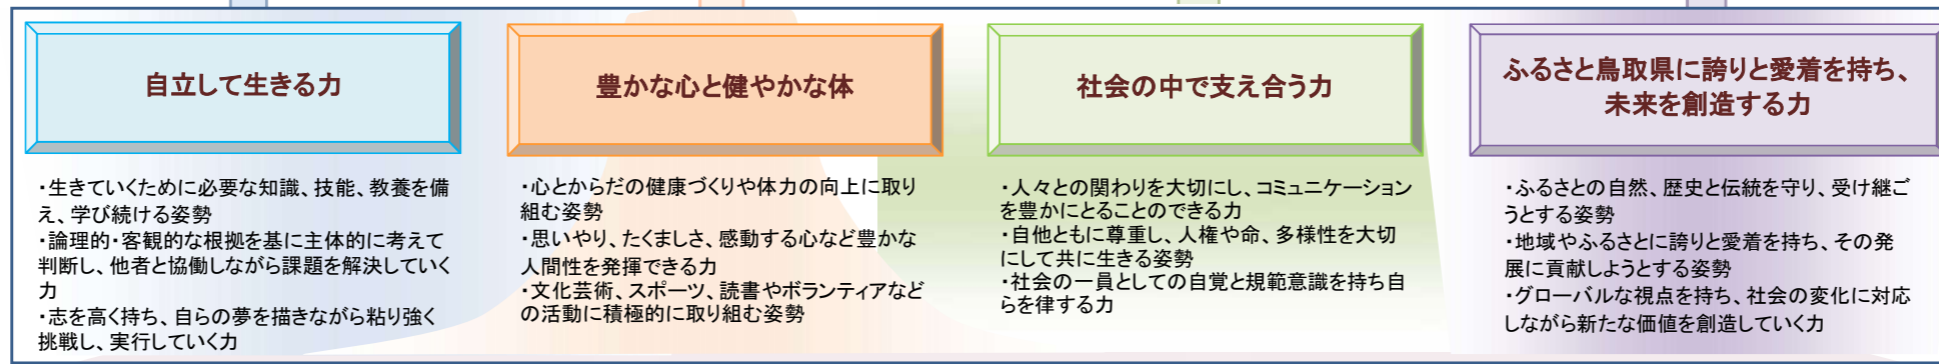 自立して生きる力
・生きていくために必要な知識、技能、教養を備
え、学び続ける姿勢
・論理的・客観的な根拠を基に主体的に考えて
判断し、他者と協働しながら課題を解決していく
力
・志を高く持ち、自らの夢を描きながら粘り強く
挑戦し、実行していく力
豊かな心と健やかな体
・心とからだの健康づくりや体力の向上に取り
組む姿勢
・思いやり、たくましさ、感動する心など豊かな
人間性を発揮できる力
・文化芸術、スポーツ、読書やボランティアなど
の活動に積極的に取り組む姿勢
社会の中で支え合う力
・人々との関わりを大切にし、コミュニケーション
を豊かにとることのできる力
・自他ともに尊重し、人権や命、多様性を大切
にして共に生きる姿勢
・社会の一員としての自覚と規範意識を持ち自
らを律する力
ふるさと鳥取県に誇りと愛着を持ち、
未来を創造する力
・ふるさとの自然、歴史と伝統を守り、受け継ご
うとする姿勢
・地域やふるさとに誇りと愛着を持ち、その発
展に貢献しようとする姿勢
・グローバルな視点を持ち、社会の変化に対応
しながら新たな価値を創造していく力